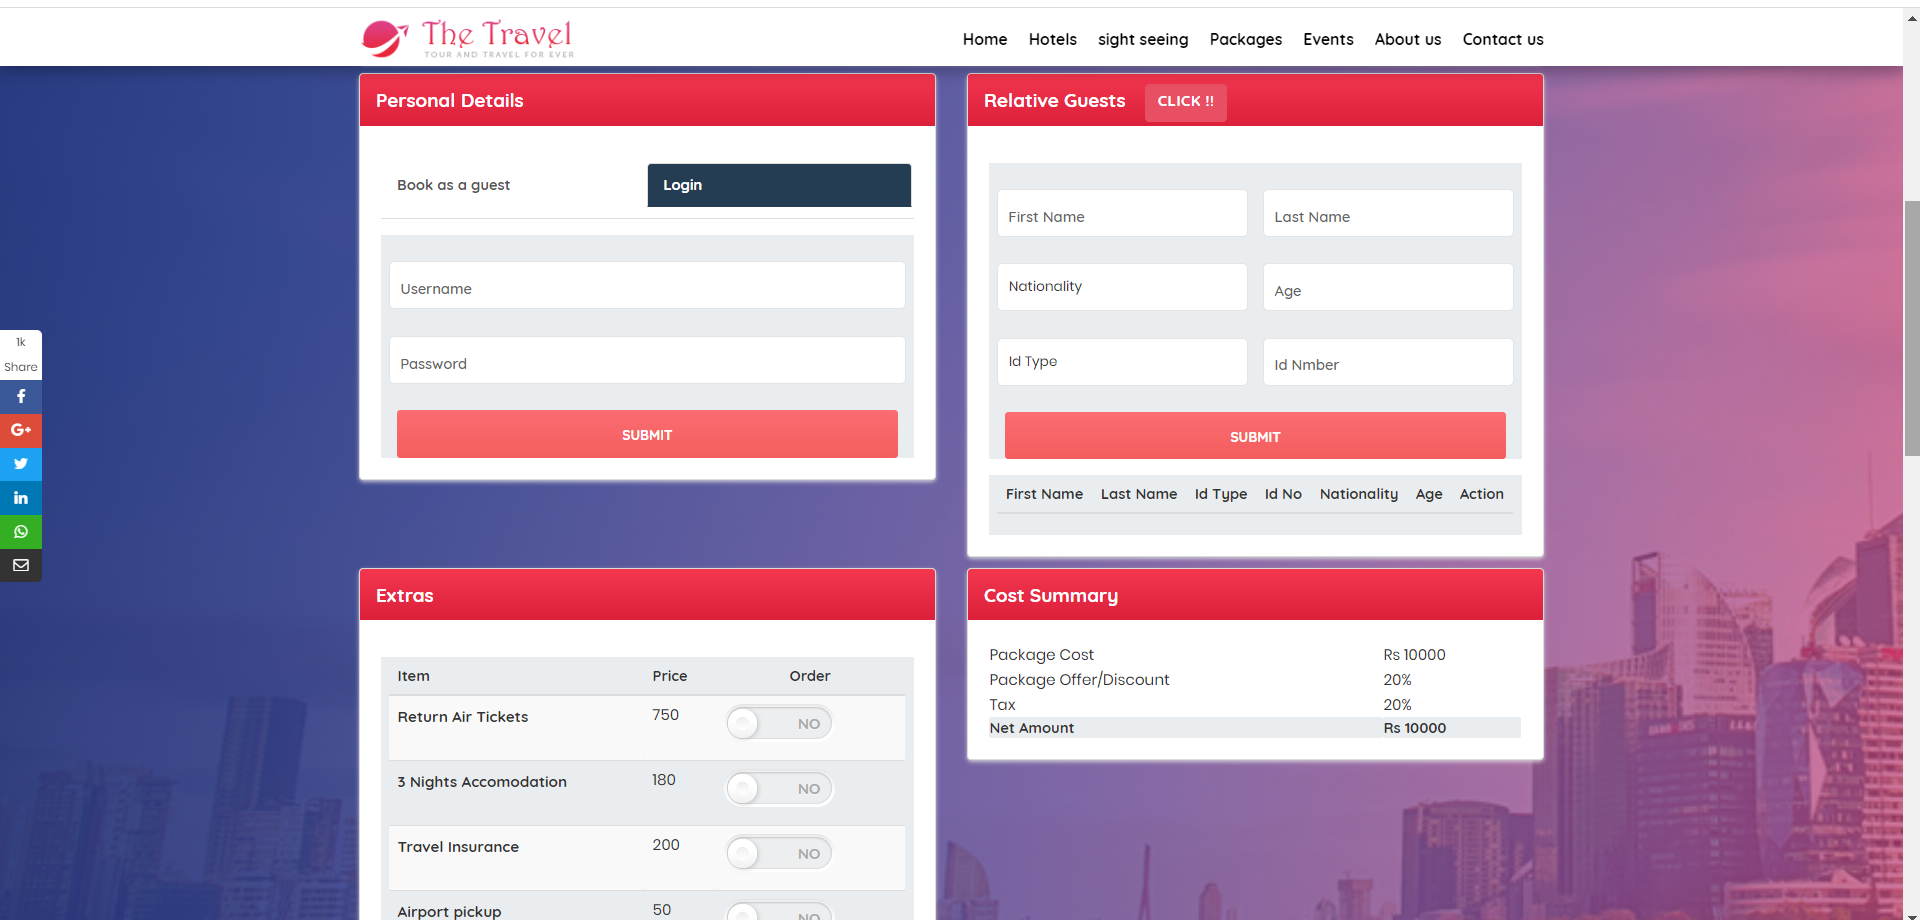 The Travel
TOUR AND TRAVEL FOR EVER
Home Hotels sight seeing Packages Events About us Contact us
Personal Details
Book as a guest Login
Username
Password
SUBMIT
Relative Guests CLICK !!
First Name Last Name
Nationality Age
Id Type Id Nmber
SUBMIT
First Name Last Name Id Type Id No Nationality Age Action
1k
Share
G+
in
Extras
Item Price Order
Return Air Tickets 750 NO
3 Nights Accomodation 180 NO
Travel Insurance 200 NO
Airport pickup 50 NO
Cost Summary
Package Cost Rs 10000
Package Offer/Discount 20%
Tax 20%
Net Amount Rs 10000